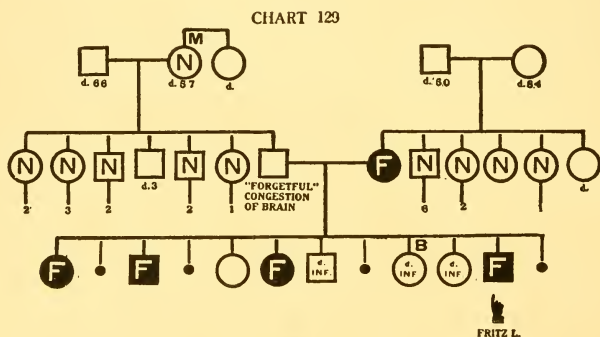 CHART 129
M
N
d. 66
d. 57
d.
d. 60
d. 84
N N N d.3 N N F N N N N d.
2 3 2 2 1 "FORGETFUL" 6 2 1
CONGESTION
OF BRAIN
F F F d. INF. B d. INF d. INF. F
FRITZ L.